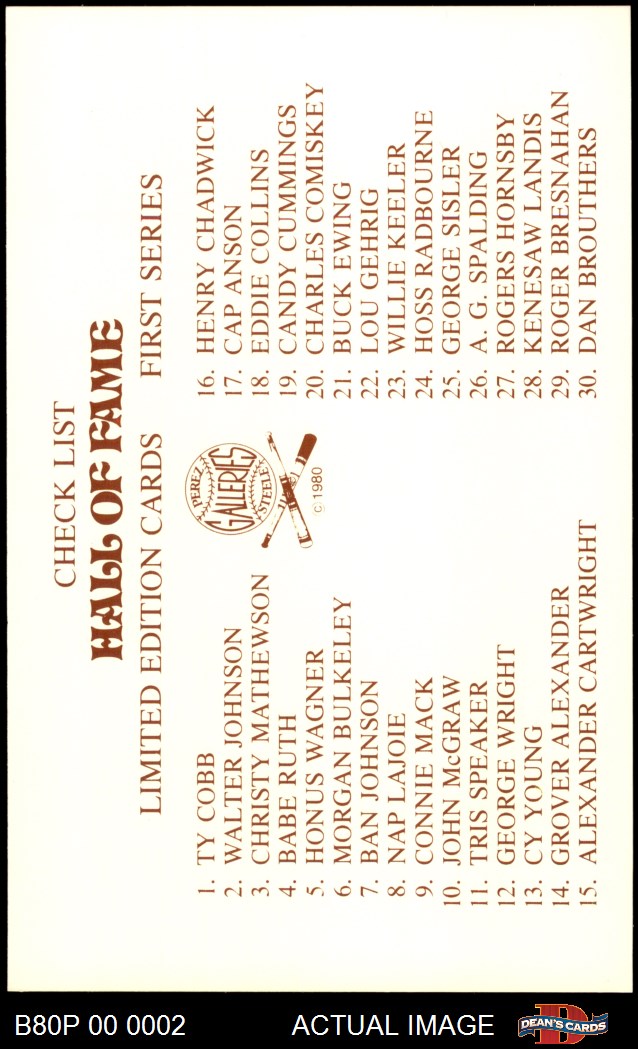 CHECK LIST
HALL OF FAME
LIMITED EDITION CARDS FIRST SERIES
1. TY COBB
2. WALTER JOHNSON
3. CHRISTY MATHEWSON
4. BABE RUTH
5. HONUS WAGNER
6. MORGAN BULKELEY
7. BAN JOHNSON
8. NAP LAJOIE
9. CONNIE MACK
10. JOHN McGRAW
11. TRIS SPEAKER
12. GEORGE WRIGHT
13. CY YOUNG
14. GROVER ALEXANDER
15. ALEXANDER CARTWRIGHT
PEREZ
GALLERIES
STEELE
c 1980
16. HENRY CHADWICK
17. CAP ANSON
18. EDDIE COLLINS
19. CANDY CUMMINGS
20. CHARLES COMISKEY
21. BUCK EWING
22. LOU GEHRIG
23. WILLIE KEELER
24. HOSS RADBOURNE
25. GEORGE SISLER
26. A. G. SPALDING
27. ROGERS HORNSBY
28. KENESAW LANDIS
29. ROGER BRESNAHAN
30. DAN BROUTHERS
B80P 00 0002 ACTUAL IMAGE
D
DEAN'S CARDS